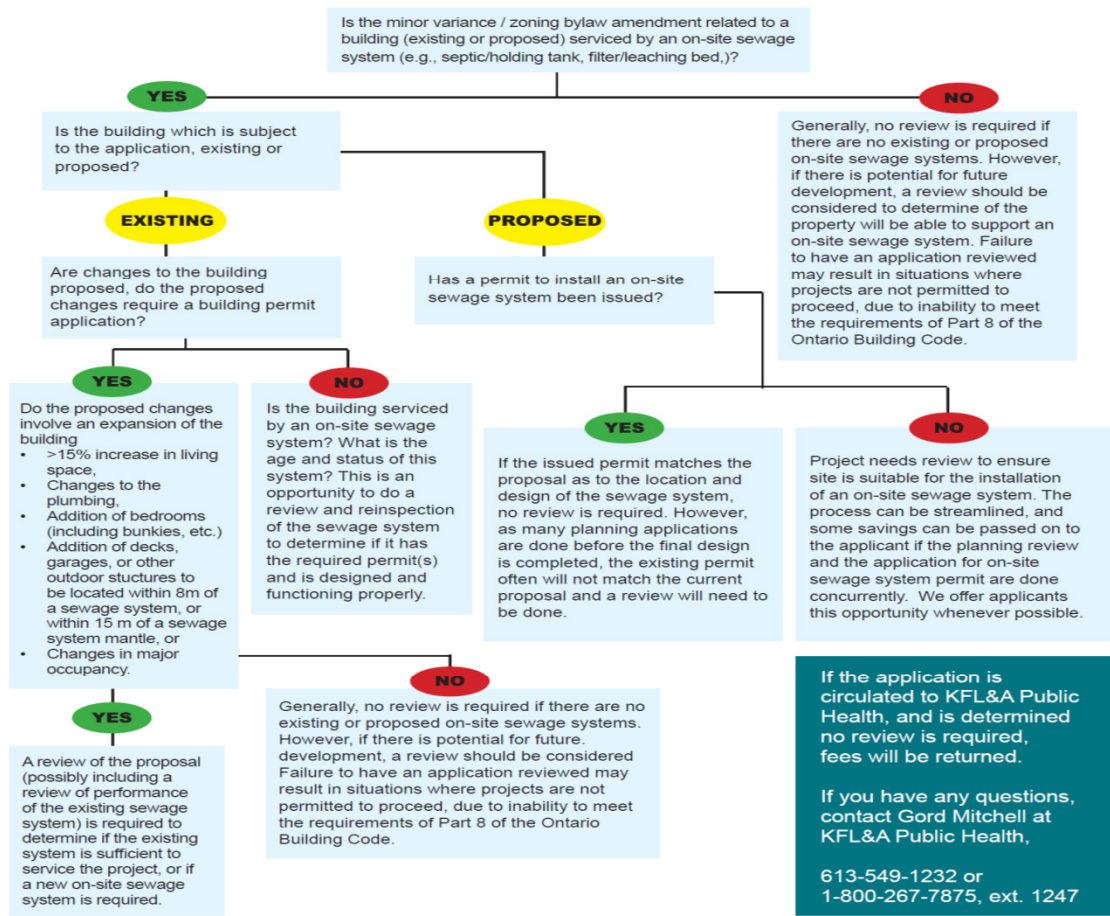 Is the minor variance / zoning bylaw amendment related to a
building (existing or proposed) serviced by an on-site sewage
system (e.g., septic/holding tank, filter/leaching bed,)?
YES
NO
Is the building which is subject
to the application, existing or
proposed?
Generally, no review is required if
there are no existing or proposed
on-site sewage systems. However,
if there is potential for future
development, a review should be
considered to determine of the
property will be able to support an
on-site sewage system. Failure
to have an application reviewed
may result in situations where
projects are not permitted to
proceed, due to inability to meet
the requirements of Part 8 of the
Ontario Building Code.
EXISTING
PROPOSED
Are changes to the building
proposed, do the proposed
changes require a building permit
application?
Has a permit to install an on-site
sewage system been issued?
YES
NO
Do the proposed changes
involve an expansion of the
building
• >15% increase in living
space,
• Changes to the
plumbing,
• Addition of bedrooms
(including bunkies, etc.)
• Addition of decks,
garages, or other
outdoor stuctures to
be located within 8m of
a sewage system, or
within 15 m of a sewage
system mantle, or
• Changes in major
occupancy.
Is the building serviced
by an on-site sewage
system? What is the
age and status of this
system? This is an
opportunity to do a
review and reinspection
of the sewage system
to determine if it has
the required permit(s)
and is designed and
functioning properly.
YES
NO
If the issued permit matches the
proposal as to the location and
design of the sewage system,
no review is required. However,
as many planning applications
are done before the final design
is completed, the existing permit
often will not match the current
proposal and a review will need to
be done.
Project needs review to ensure
site is suitable for the installation
of an on-site sewage system. The
process can be streamlined, and
some savings can be passed on to
the applicant if the planning review
and the application for on-site
sewage system permit are done
concurrently. We offer applicants
this opportunity whenever possible.
YES
NO
A review of the proposal
(possibly including a
review of performance
of the existing sewage
system) is required to
determine if the existing
system is sufficient to
service the project, or if
a new on-site sewage
system is required.
Generally, no review is required if there are no
existing or proposed on-site sewage systems.
However, if there is potential for future.
development, a review should be considered
Failure to have an application reviewed may
result in situations where projects are not
permitted to proceed, due to inability to meet
the requirements of Part 8 of the Ontario
Building Code.
If the application is
circulated to KFL&A Public
Health, and is determined
no review is required,
fees will be returned.
If you have any questions,
contact Gord Mitchell at
KFL&A Public Health,
613-549-1232 or
1-800-267-7875, ext. 1247